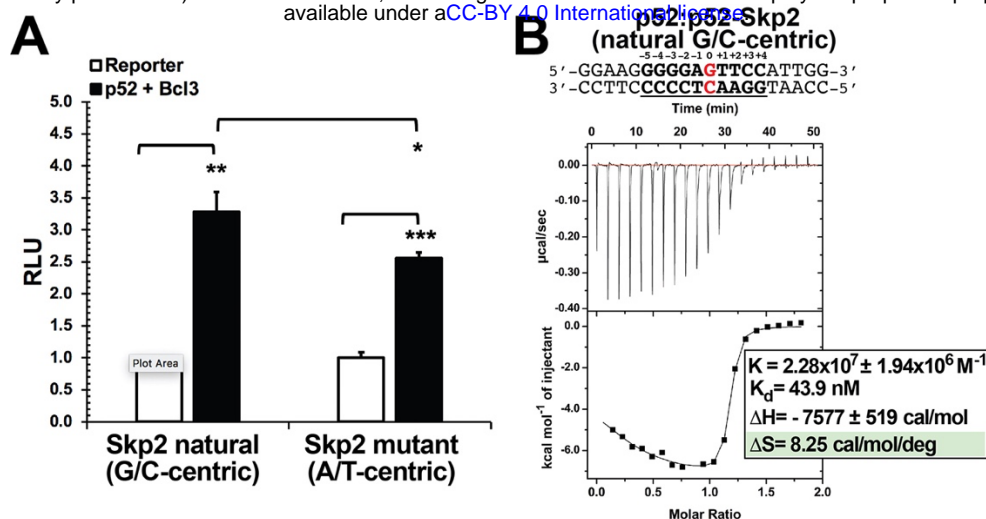 available under aCC-BY 4.0 International license.
A
Reporter
p52 + Bcl3
5.0
4.5
4.0
3.5
3.0
2.5
2.0
1.5
1.0
0.5
0.0
RLU
**
*
***
Plot Area
Skp2 natural
(G/C-centric)
Skp2 mutant
(A/T-centric)
B
p52:p52-Skp2
(natural G/C-centric)
-5-4-3-2-1 0 +1+2+3+4
5'-GGAAGGGGGAGTTCCATTGG-3'
3'-CCTTCCCCCTCAAGGTAACC-5'
Time (min)
0 10 20 30 40 50
0.00
-0.10
-0.20
-0.30
-0.40
µcal/sec
0.0
-2.0
-4.0
-6.0
kcal mol⁻¹ of injectant
K = 2.28x10⁷ ± 1.94x10⁶ M⁻¹
Kd= 43.9 nM
ΔH= - 7577 ± 519 cal/mol
ΔS= 8.25 cal/mol/deg
0.0 0.5 1.0 1.5 2.0
Molar Ratio